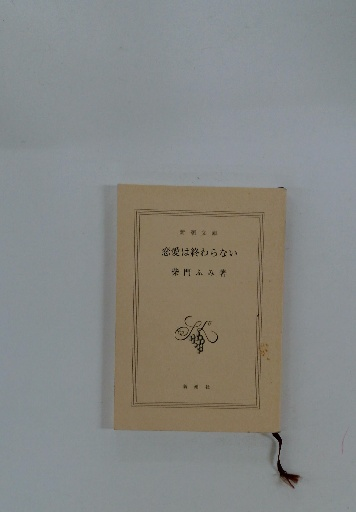 新潮文庫
恋愛は終わらない
柴門ふみ著
新潮社